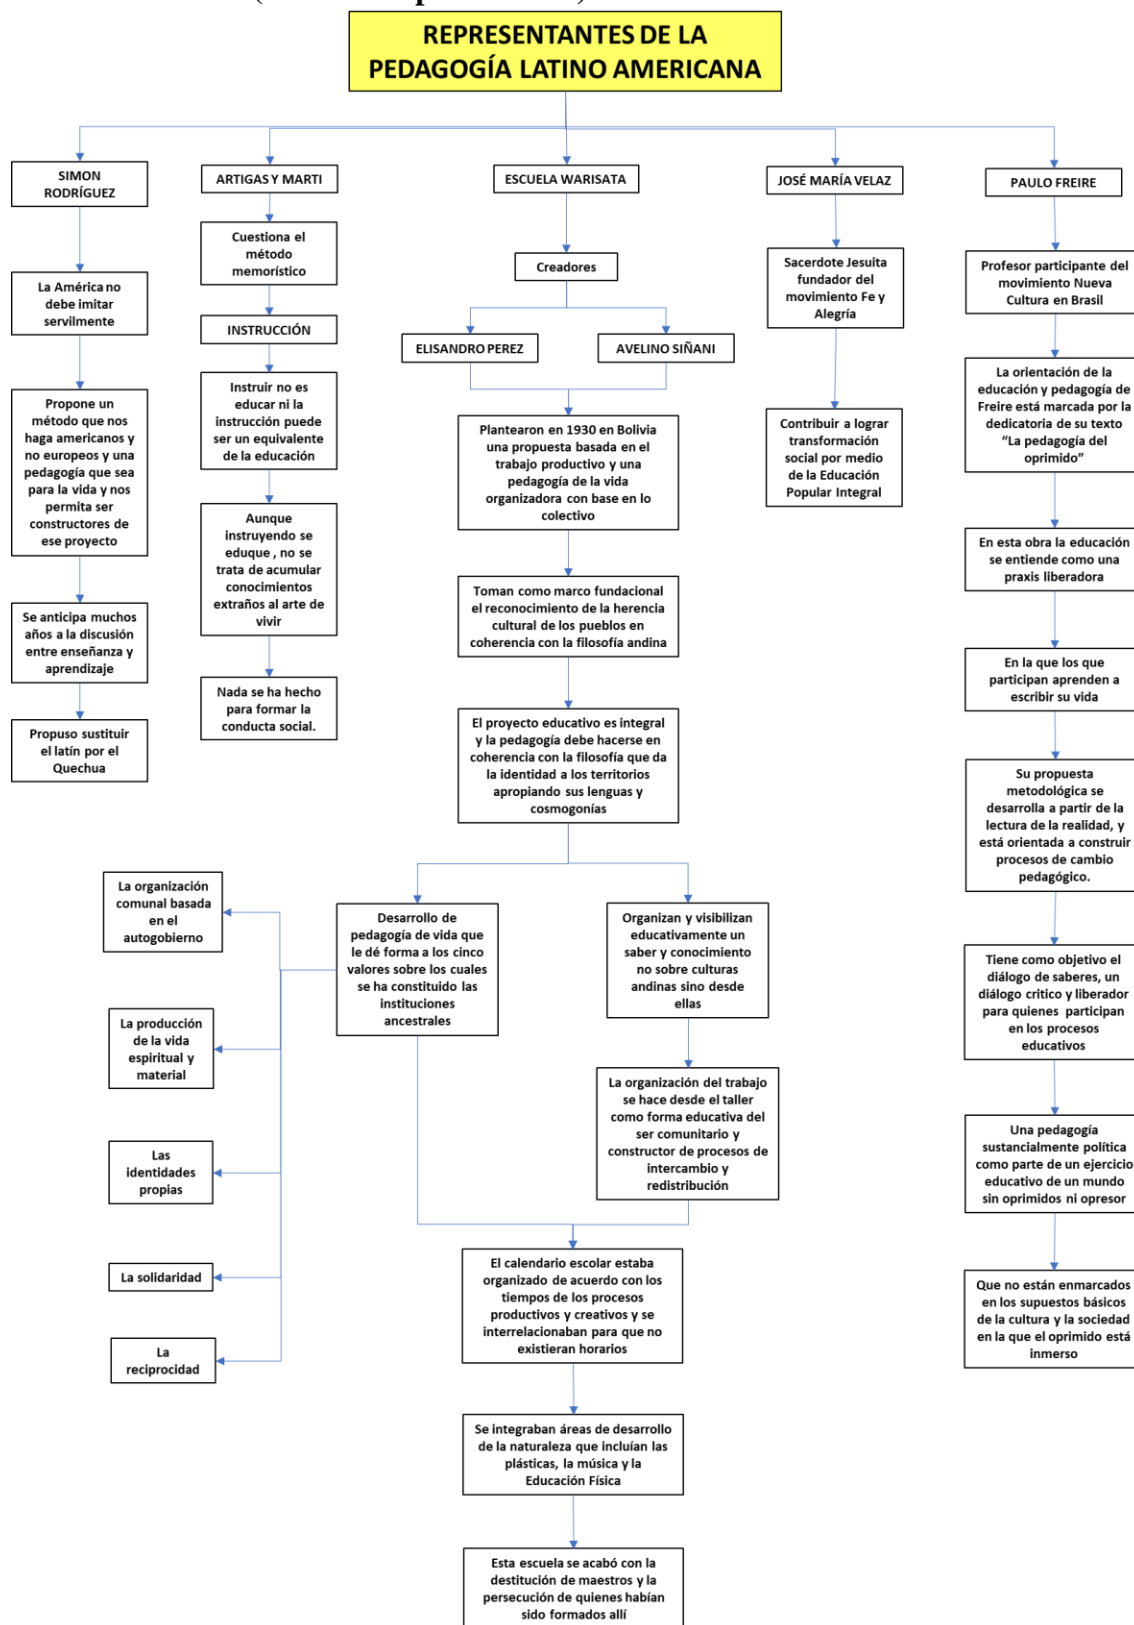 REPRESENTANTES DE LA
PEDAGOGÍA LATINO AMERICANA
SIMON
RODRÍGUEZ
La América no
debe imitar
servilmente
Propone un
método que nos
haga americanos y
no europeos y una
pedagogía que sea
para la vida y nos
permita ser
constructores de
ese proyecto
Se anticipa muchos
años a la discusión
entre enseñanza y
aprendizaje
Propuso sustituir
el latín por el
Quechua
ARTIGAS Y MARTI
Cuestiona el
método
memorístico
INSTRUCCIÓN
Instruir no es
educar ni la
instrucción puede
ser un equivalente
de la educación
Aunque
instruyendo se
eduque , no se
trata de acumular
conocimientos
extraños al arte de
vivir
Nada se ha hecho
para formar la
conducta social.
ESCUELA WARISATA
Creadores
ELISANDRO PEREZ
AVELINO SIÑANI
Plantearon en 1930 en Bolivia
una propuesta basada en el
trabajo productivo y una
pedagogía de la vida
organizadora con base en lo
colectivo
Toman como marco fundacional
el reconocimiento de la herencia
cultural de los pueblos en
coherencia con la filosofía andina
El proyecto educativo es integral
y la pedagogía debe hacerse en
coherencia con la filosofía que da
la identidad a los territorios
apropiando sus lenguas y
cosmogonías
Desarrollo de
pedagogía de vida que
le dé forma a los cinco
valores sobre los cuales
se ha constituido las
instituciones
ancestrales
La organización
comunal basada
en el
autogobierno
La producción
de la vida
espiritual y
material
Las
identidades
propias
La solidaridad
La
reciprocidad
Organizan y visibilizan
educativamente un
saber y conocimiento
no sobre culturas
andinas sino desde
ellas
La organización del trabajo
se hace desde el taller
como forma educativa del
ser comunitario y
constructor de procesos de
intercambio y
redistribución
El calendario escolar estaba
organizado de acuerdo con los
tiempos de los procesos
productivos y creativos y se
interrelacionaban para que no
existieran horarios
Se integraban áreas de desarrollo
de la naturaleza que incluían las
plásticas, la música y la
Educación Física
Esta escuela se acabó con la
destitución de maestros y la
persecución de quienes habían
sido formados allí
JOSÉ MARÍA VELAZ
Sacerdote Jesuita
fundador del
movimiento Fe y
Alegría
Contribuir a lograr
transformación
social por medio
de la Educación
Popular Integral
PAULO FREIRE
Profesor participante del
movimiento Nueva
Cultura en Brasil
La orientación de la
educación y pedagogía de
Freire está marcada por la
dedicatoria de su texto
“La pedagogía del
oprimido”
En esta obra la educación
se entiende como una
praxis liberadora
En la que los que
participan aprenden a
escribir su vida
Su propuesta
metodológica se
desarrolla a partir de la
lectura de la realidad, y
está orientada a construir
procesos de cambio
pedagógico.
Tiene como objetivo el
diálogo de saberes, un
diálogo critico y liberador
para quienes participan
en los procesos
educativos
Una pedagogía
sustancialmente política
como parte de un ejercicio
educativo de un mundo
sin oprimidos ni opresor
Que no están enmarcados
en los supuestos básicos
de la cultura y la sociedad
en la que el oprimido está
inmerso